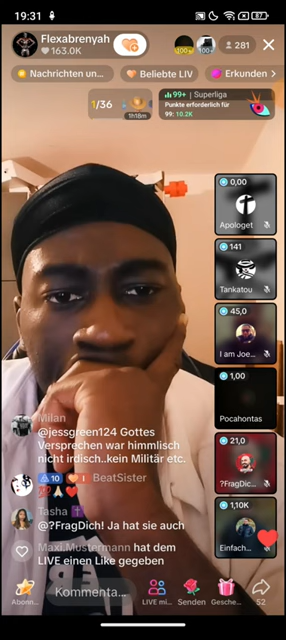 19:31
87
Flexabrenyah
163.0K
100+
281
Nachrichten un...
Beliebte LIV
Erkunden
1/36
1h18m
99+ | Superliga
Punkte erforderlich für
99: 10.2K
0,00
Apologet
141
Tankatou
45,0
I am Joe...
1,00
Pocahontas
21,0
?FragDic...
1,10K
Einfach...
Milan
@jessgreen124 Gottes
Versprechen war himmlisch
nicht irdisch..kein Militär etc.
10
BeatSister
💯🙏🏻❤️
Tasha
@?FragDich! Ja hat sie auch
Maxi.Mustermann hat dem
LIVE einen Like gegeben
Abonn...
Kommenta...
LIVE mi...
Senden
Gesche...
52